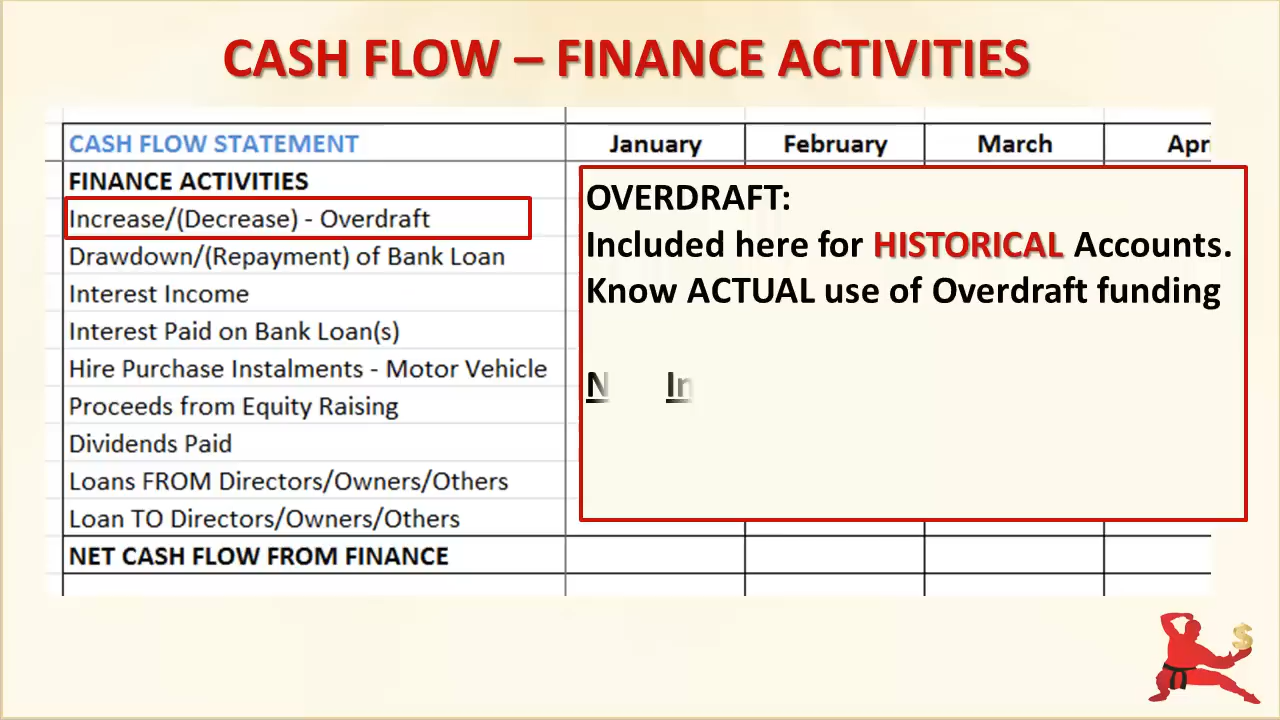 CASH FLOW – FINANCE ACTIVITIES
CASH FLOW STATEMENT January February March
FINANCE ACTIVITIES
Increase/(Decrease) - Overdraft
Drawdown/(Repayment) of Bank Loan
Interest Income
Interest Paid on Bank Loan(s)
Hire Purchase Instalments - Motor Vehicle
Proceeds from Equity Raising
Dividends Paid
Loans FROM Directors/Owners/Others
Loan TO Directors/Owners/Others
NET CASH FLOW FROM FINANCE
OVERDRAFT:
Included here for HISTORICAL Accounts.
Know ACTUAL use of Overdraft funding